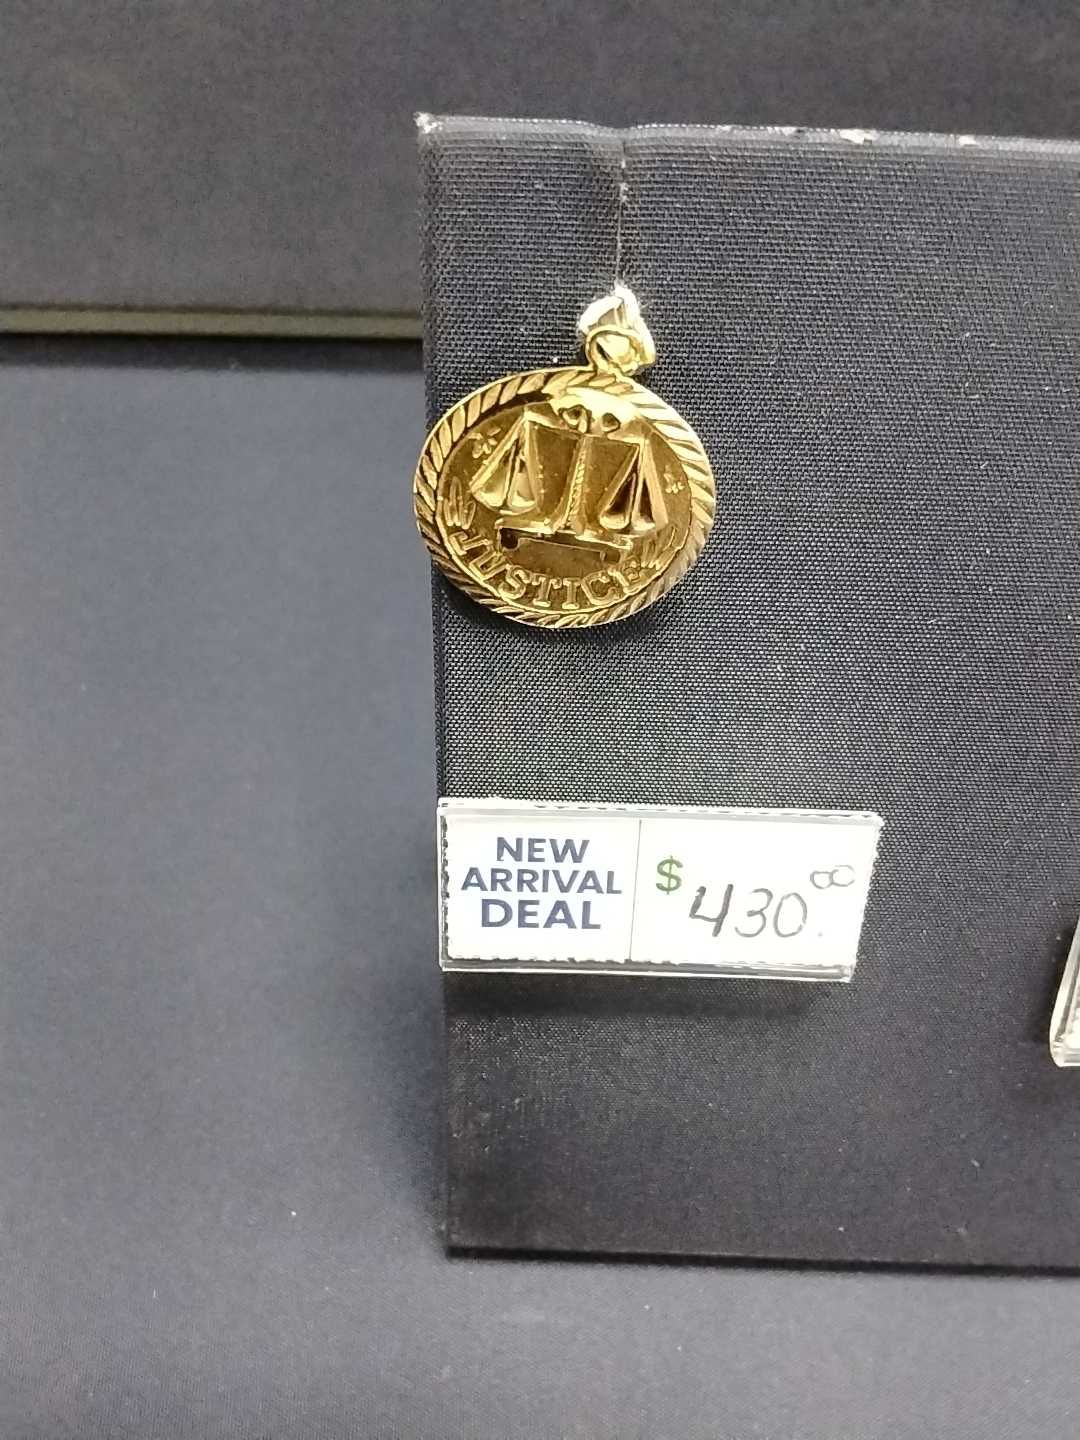 JUSTICE
NEW
ARRIVAL
DEAL
$ 430.00